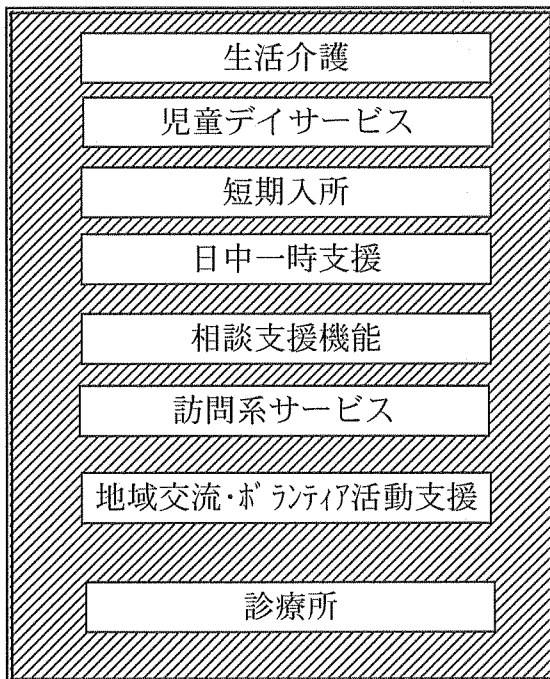 生活介護
児童デイサービス
短期入所
日中一時支援
相談支援機能
訪問系サービス
地域交流・ﾎﾞﾗﾝﾃｨｱ活動支援
診療所